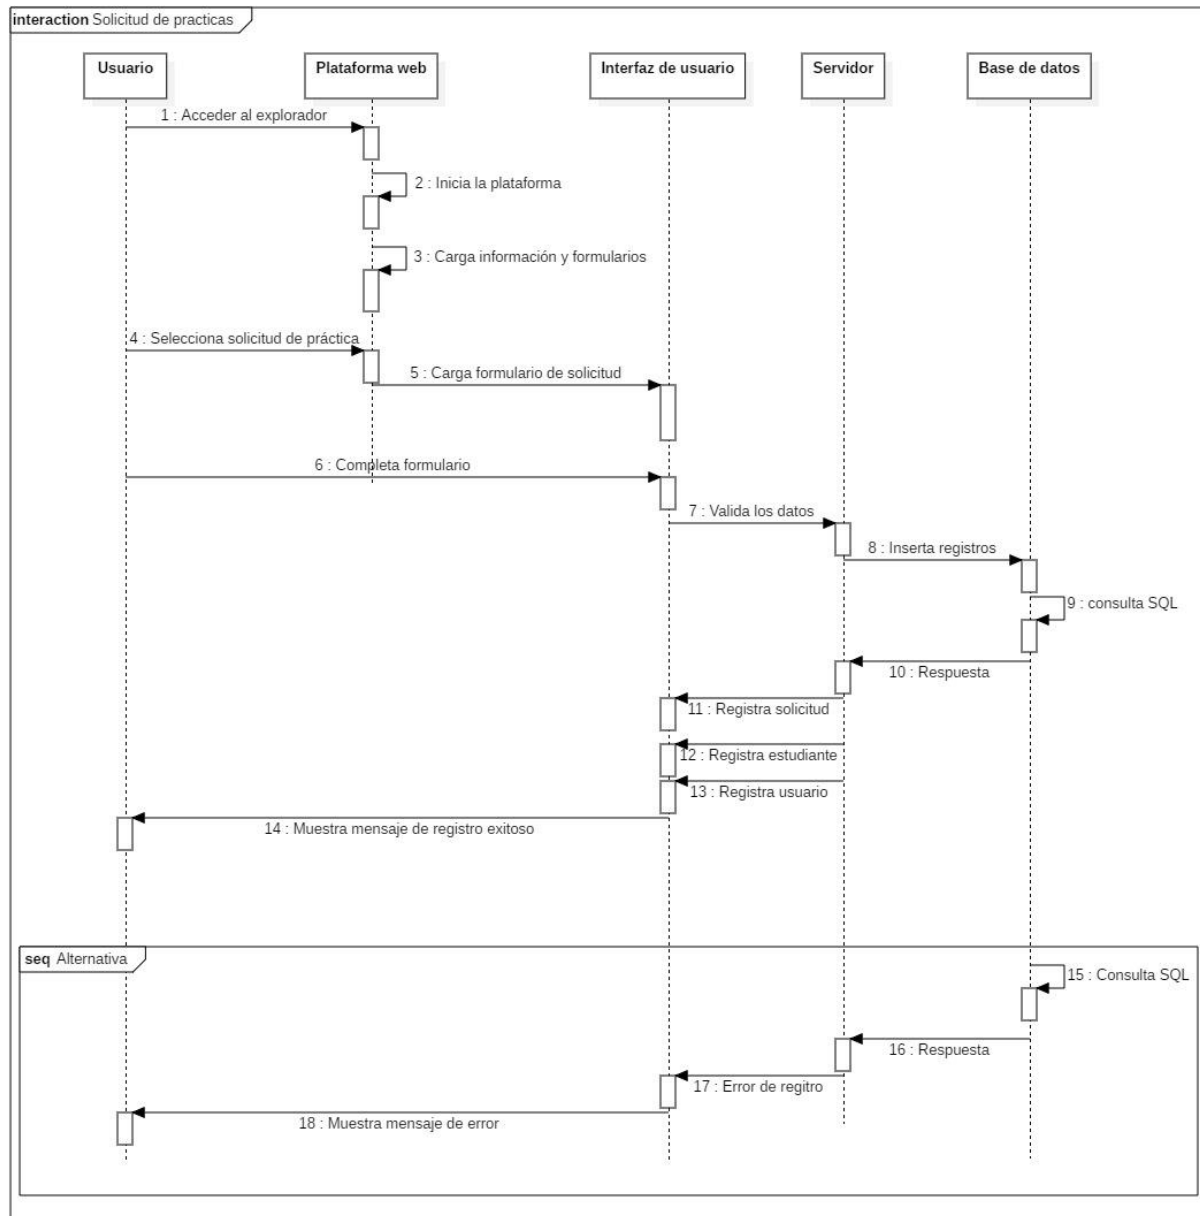 interaction Solicitud de practicas
Usuario
Plataforma web
Interfaz de usuario
Servidor
Base de datos
1 : Acceder al explorador
2 : Inicia la plataforma
3 : Carga información y formularios
4 : Selecciona solicitud de práctica
5 : Carga formulario de solicitud
6 : Completa formulario
7 : Valida los datos
8 : Inserta registros
9 : consulta SQL
10 : Respuesta
11 : Registra solicitud
12 : Registra estudiante
13 : Registra usuario
14 : Muestra mensaje de registro exitoso
seq Alternativa
15 : Consulta SQL
16 : Respuesta
17 : Error de regitro
18 : Muestra mensaje de error